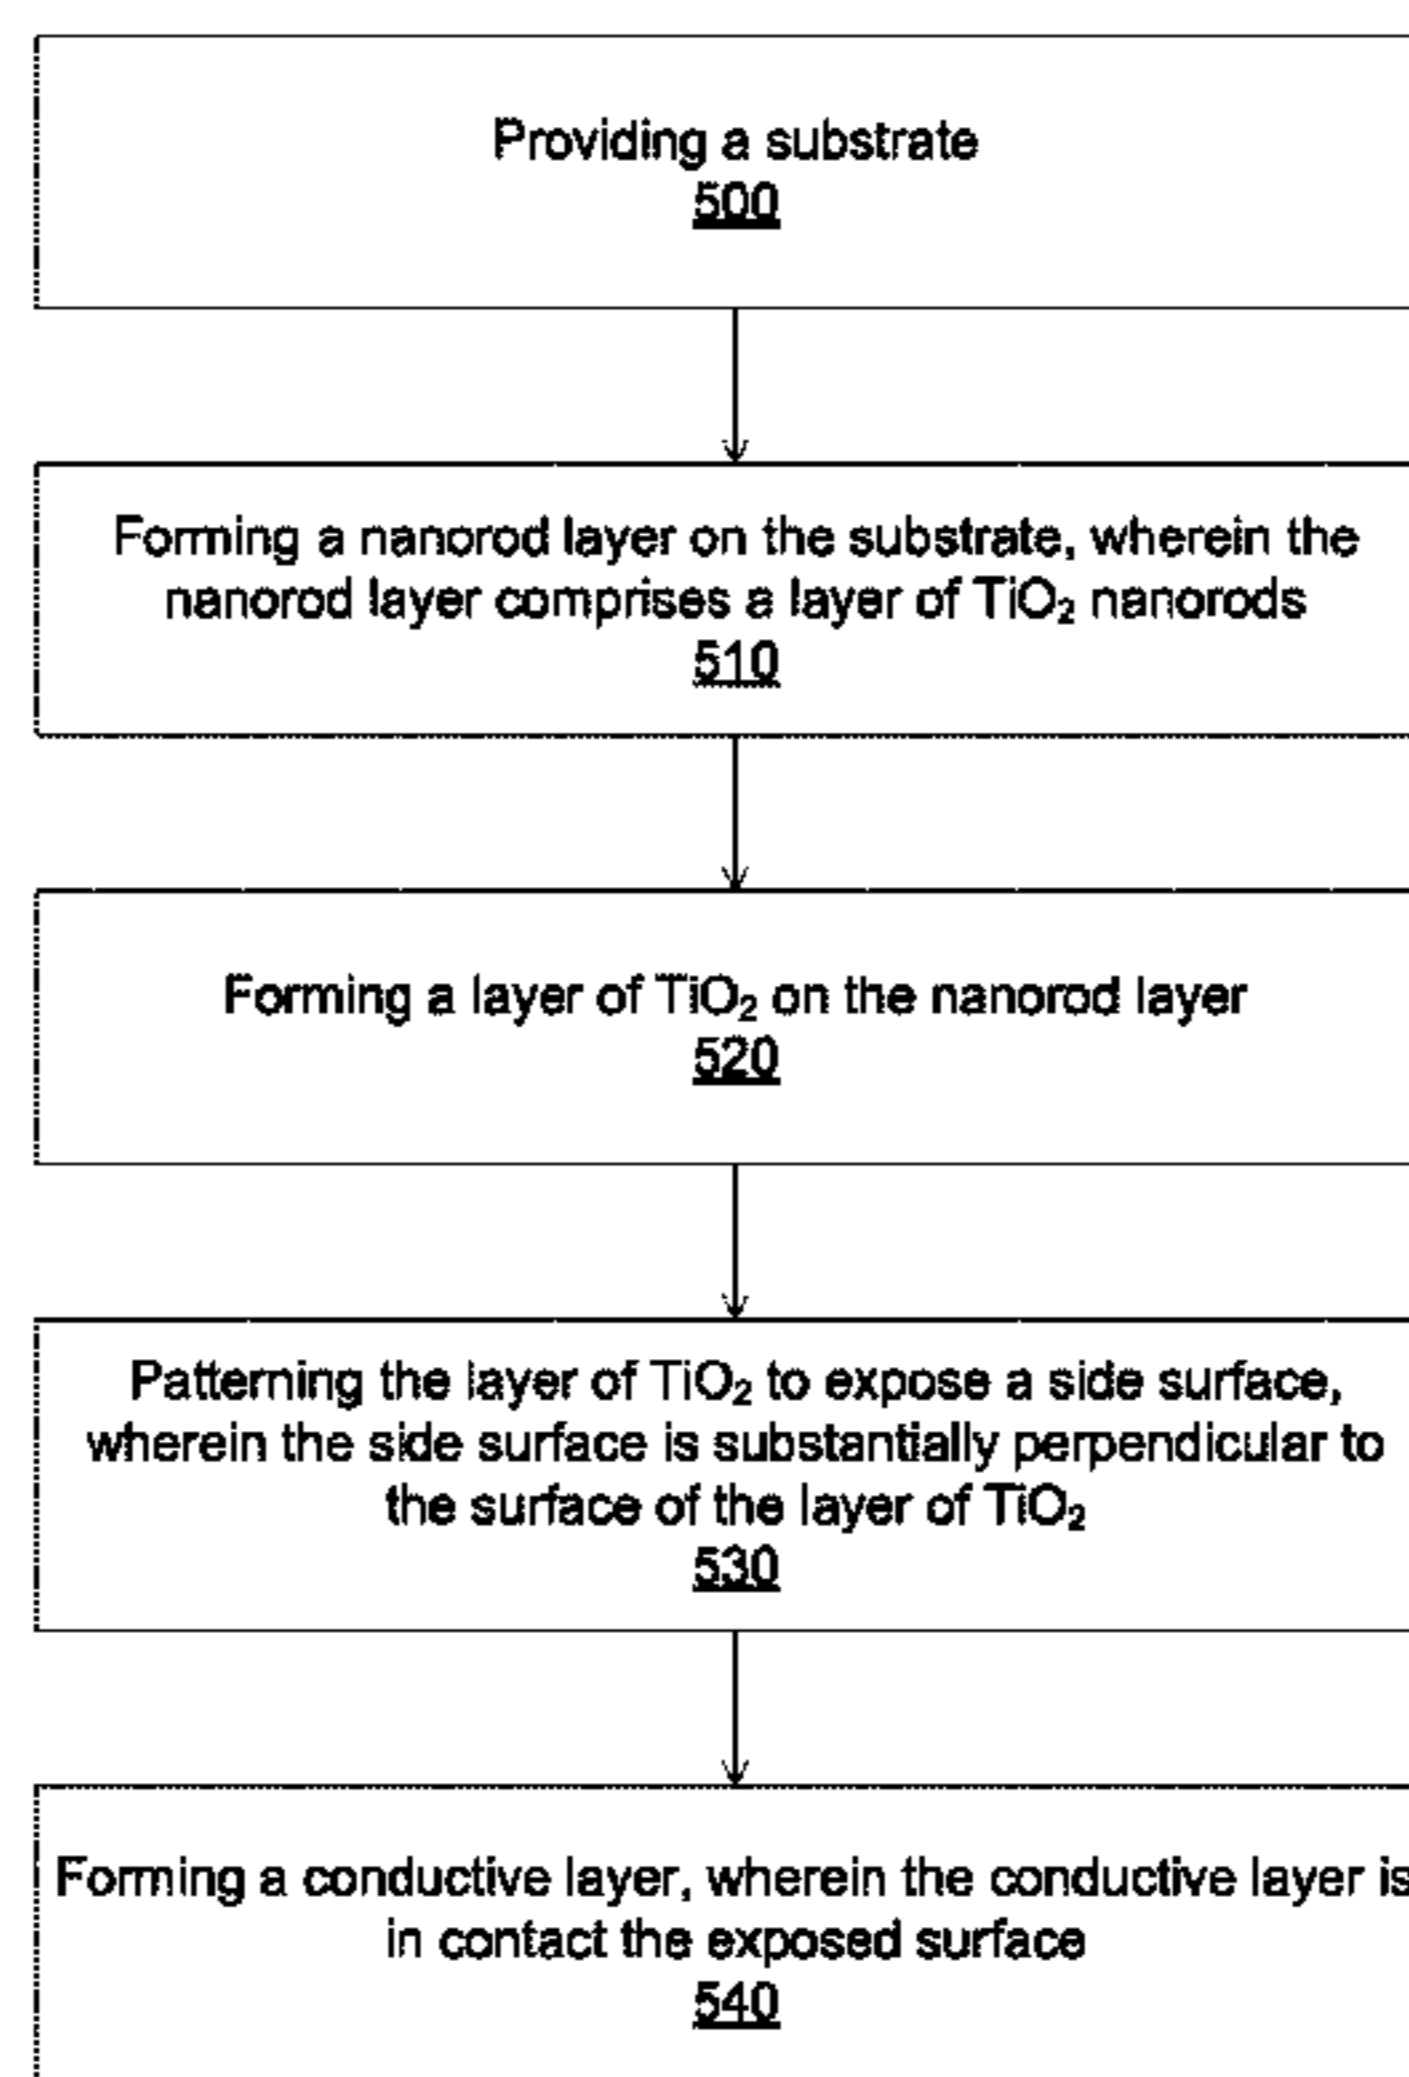 Providing a substrate
500
Forming a nanorod layer on the substrate, wherein the
nanorod layer comprises a layer of TiO₂ nanorods
510
Forming a layer of TiO₂ on the nanorod layer
520
Patterning the layer of TiO₂ to expose a side surface,
wherein the side surface is substantially perpendicular to
the surface of the layer of TiO₂
530
Forming a conductive layer, wherein the conductive layer is
in contact the exposed surface
540